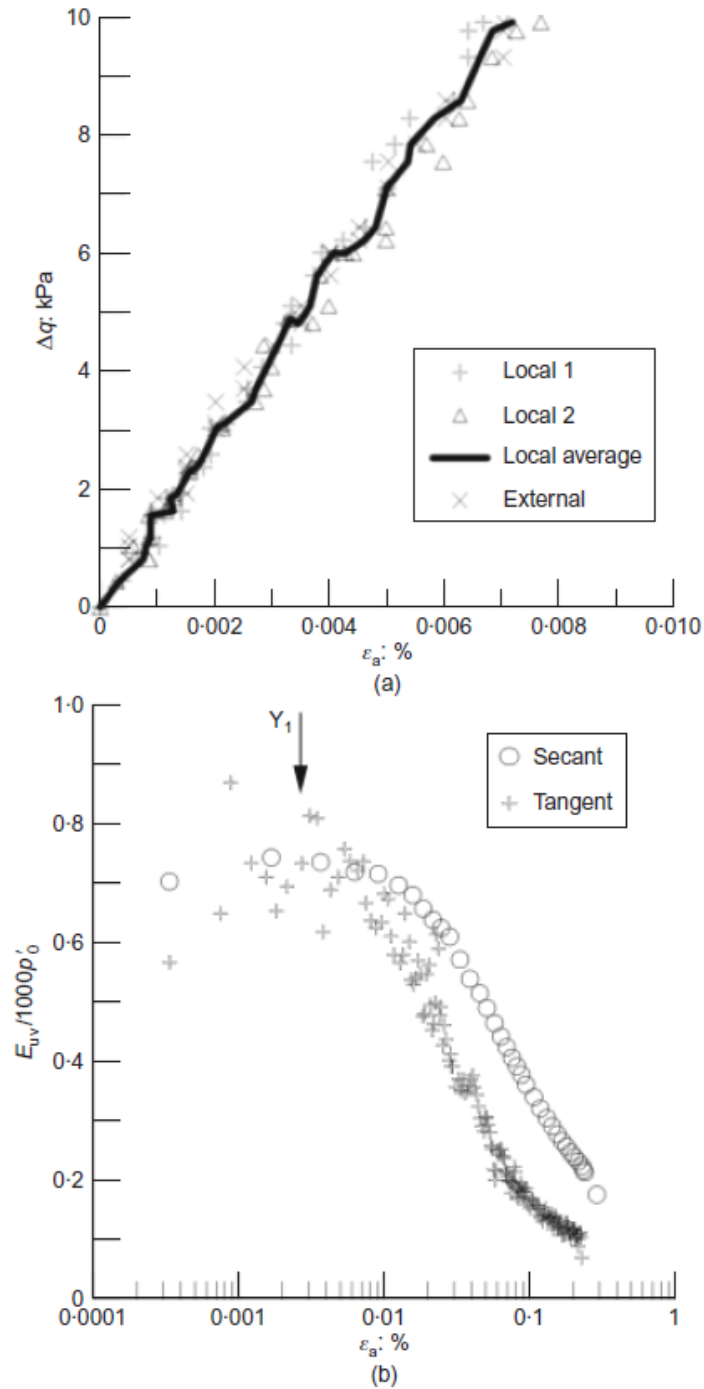 10
8
6
4
2
0
Δq: kPa
Local 1
Local 2
Local average
External
0 0·002 0·004 0·006 0·008 0·010
εa: %
(a)
1·0
0·8
0·6
0·4
0·2
0
Euv/1000p′0
Y1
Secant
Tangent
0·0001 0·001 0·01 0·1 1
εa: %
(b)